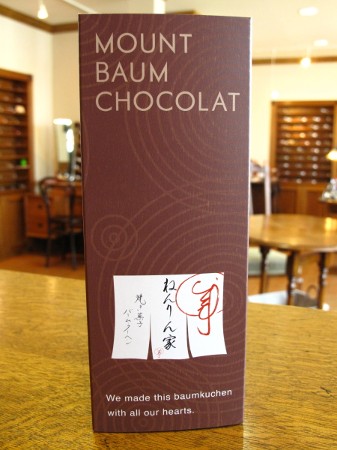 MOUNT
BAUM
CHOCOLAT
ねんりん家
We made this baumkuchen
with all our hearts.